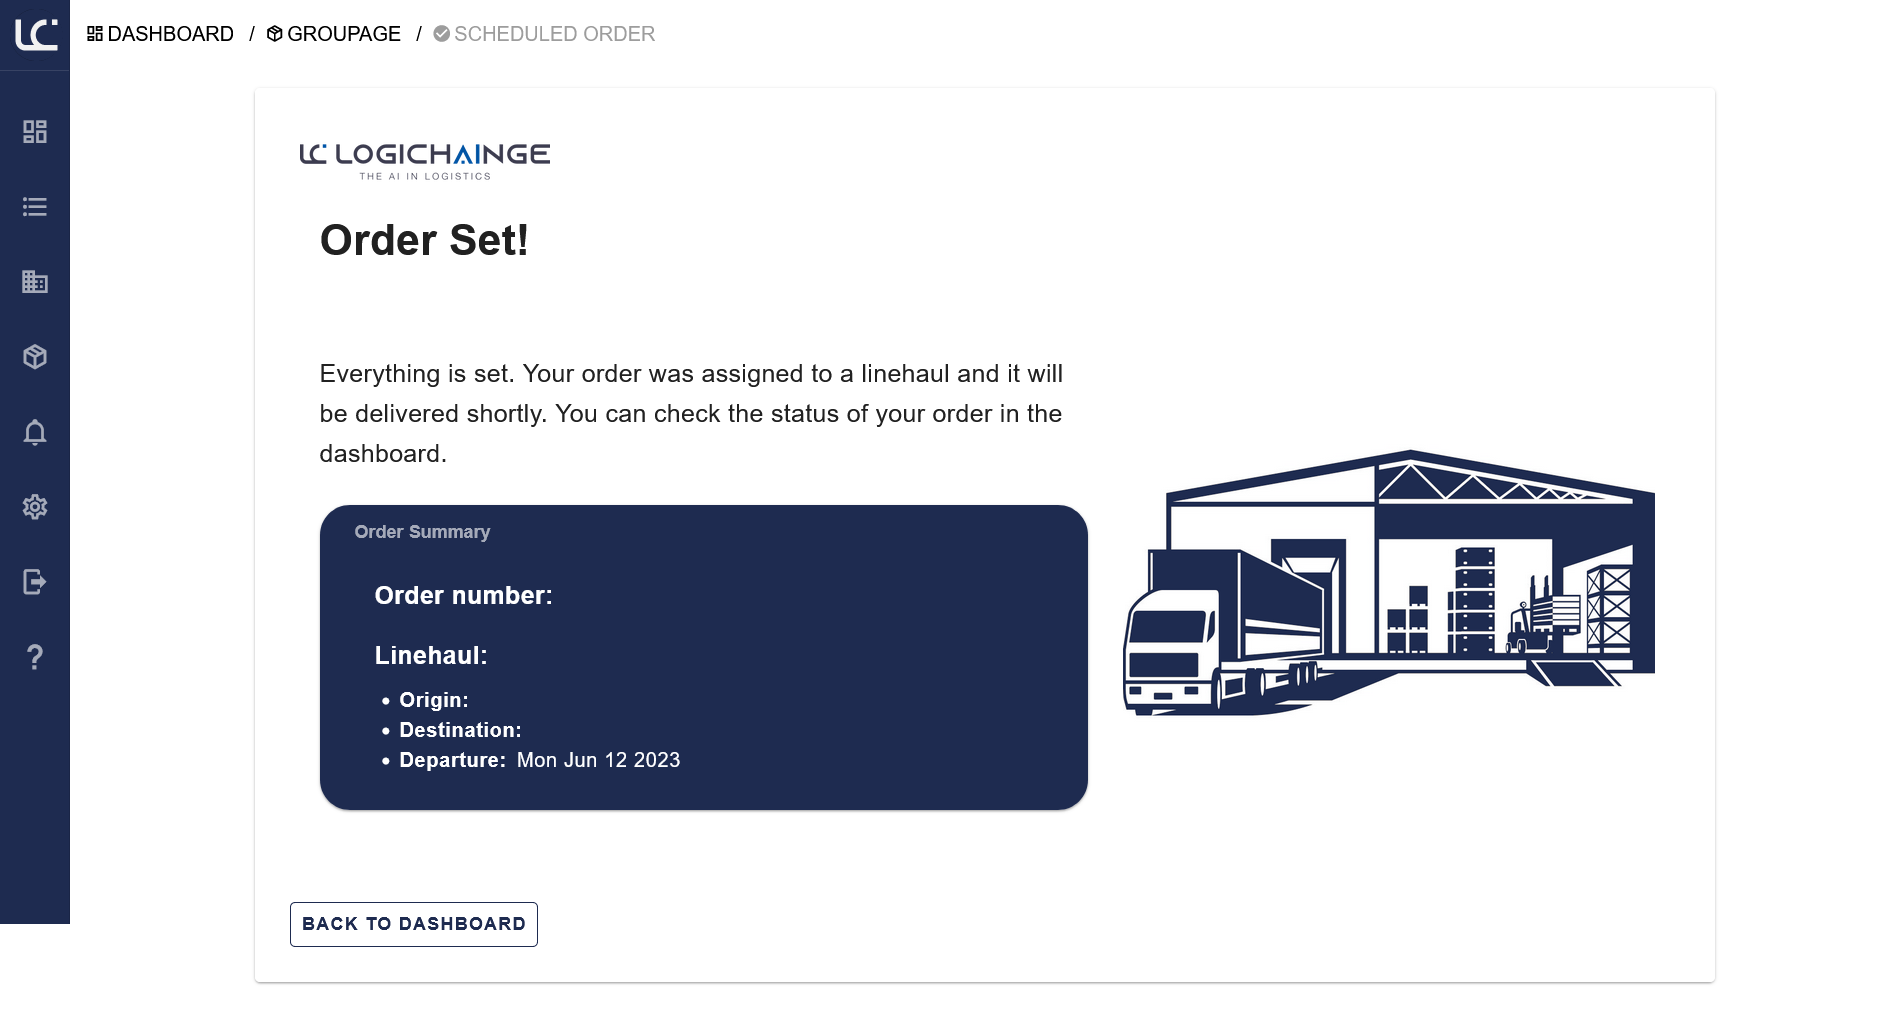 LC DASHBOARD / GROUPAGE / SCHEDULED ORDER
LC LOGICHAINGE
THE AI IN LOGISTICS
Order Set!
Everything is set. Your order was assigned to a linehaul and it will
be delivered shortly. You can check the status of your order in the
dashboard.
Order Summary
Order number:
Linehaul:
• Origin:
• Destination:
• Departure: Mon Jun 12 2023
BACK TO DASHBOARD